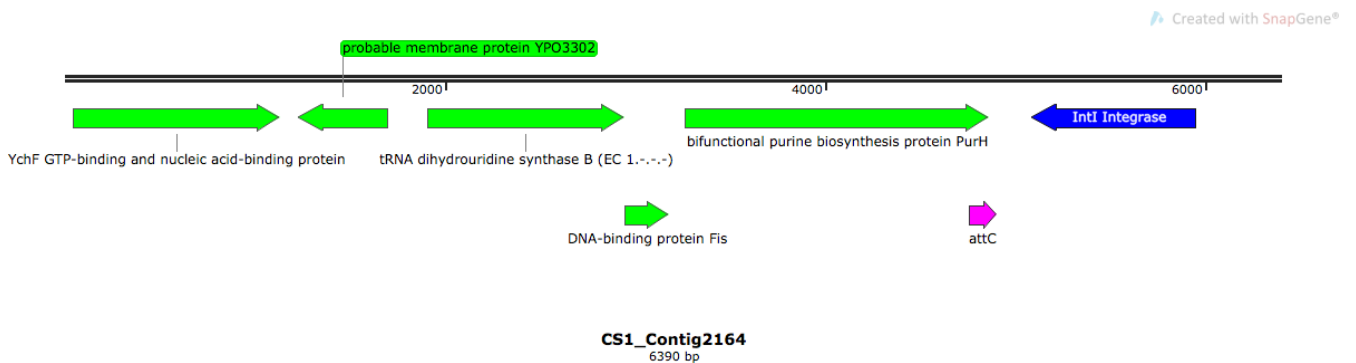 Created with SnapGene®
probable membrane protein YPO3302
2000
4000
6000
IntI Integrase
YchF GTP-binding and nucleic acid-binding protein
tRNA dihydrouridine synthase B (EC 1.-.-.-)
bifunctional purine biosynthesis protein PurH
DNA-binding protein Fis
attC
CS1_Contig2164
6390 bp